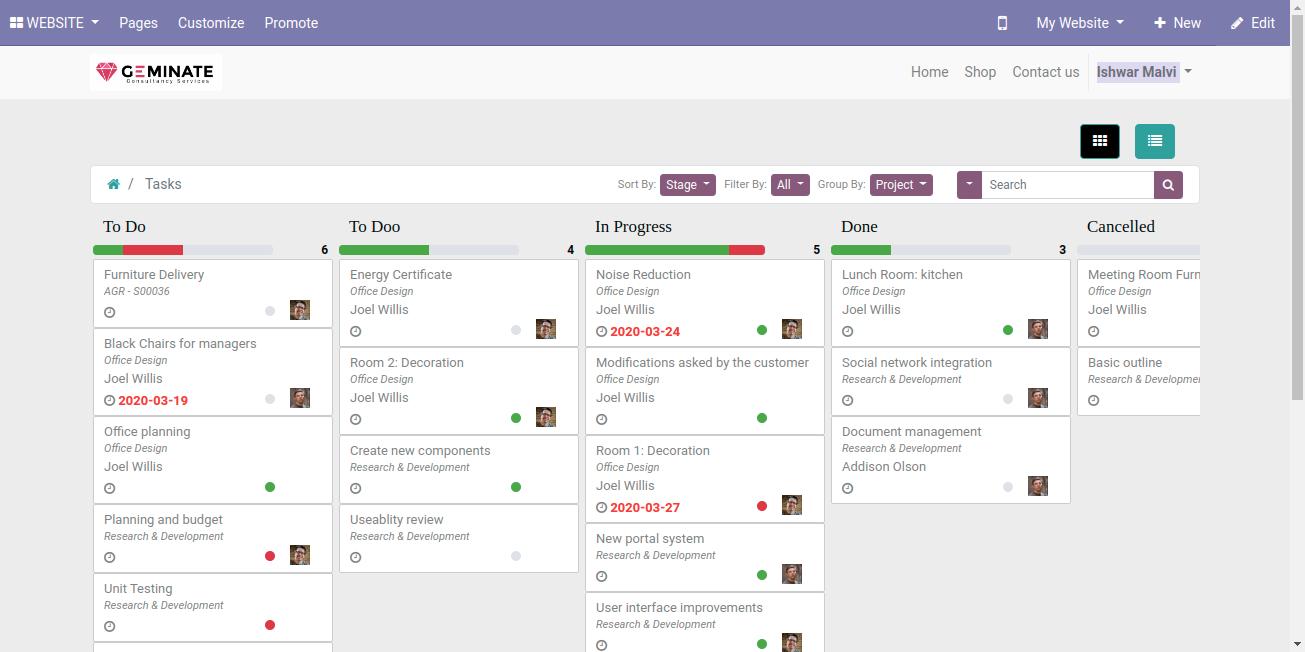 WEBSITE Pages Customize Promote My Website New Edit
GEMINATE
Consultancy Services
Home Shop Contact us Ishwar Malvi
/ Tasks Sort By: Stage Filter By: All Group By: Project Search
To Do
6
Furniture Delivery
AGR - S00036
Black Chairs for managers
Office Design
Joel Willis
2020-03-19
Office planning
Office Design
Joel Willis
Planning and budget
Research & Development
Unit Testing
Research & Development
To Doo
4
Energy Certificate
Office Design
Joel Willis
Room 2: Decoration
Office Design
Joel Willis
Create new components
Research & Development
Useablity review
Research & Development
In Progress
5
Noise Reduction
Office Design
Joel Willis
2020-03-24
Modifications asked by the customer
Office Design
Joel Willis
Room 1: Decoration
Office Design
Joel Willis
2020-03-27
New portal system
Research & Development
User interface improvements
Research & Development
Done
3
Lunch Room: kitchen
Office Design
Joel Willis
Social network integration
Research & Development
Document management
Research & Development
Addison Olson
Cancelled
Meeting Room Furn
Office Design
Joel Willis
Basic outline
Research & Developme